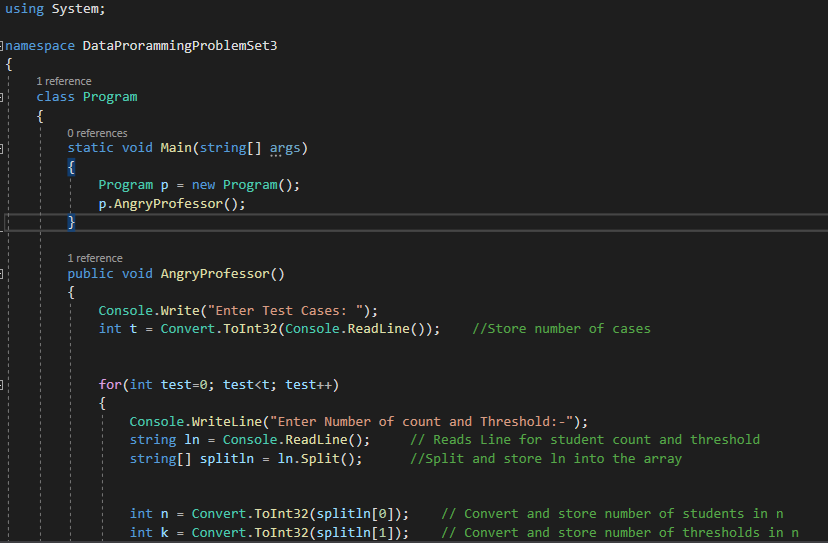 using System;
namespace DataProrammingProblemSet3
{
1 reference
class Program
{
0 references
static void Main(string[] args)
{
Program p = new Program();
p.AngryProfessor();
}
1 reference
public void AngryProfessor()
{
Console.Write("Enter Test Cases: ");
int t = Convert.ToInt32(Console.ReadLine()); //Store number of cases
for(int test=0; test<t; test++)
{
Console.WriteLine("Enter Number of count and Threshold:-");
string ln = Console.ReadLine(); // Reads Line for student count and threshold
string[] splitln = ln.Split(); //Split and store ln into the array
int n = Convert.ToInt32(splitln[0]); // Convert and store number of students in n
int k = Convert.ToInt32(splitln[1]); // Convert and store number of thresholds in n